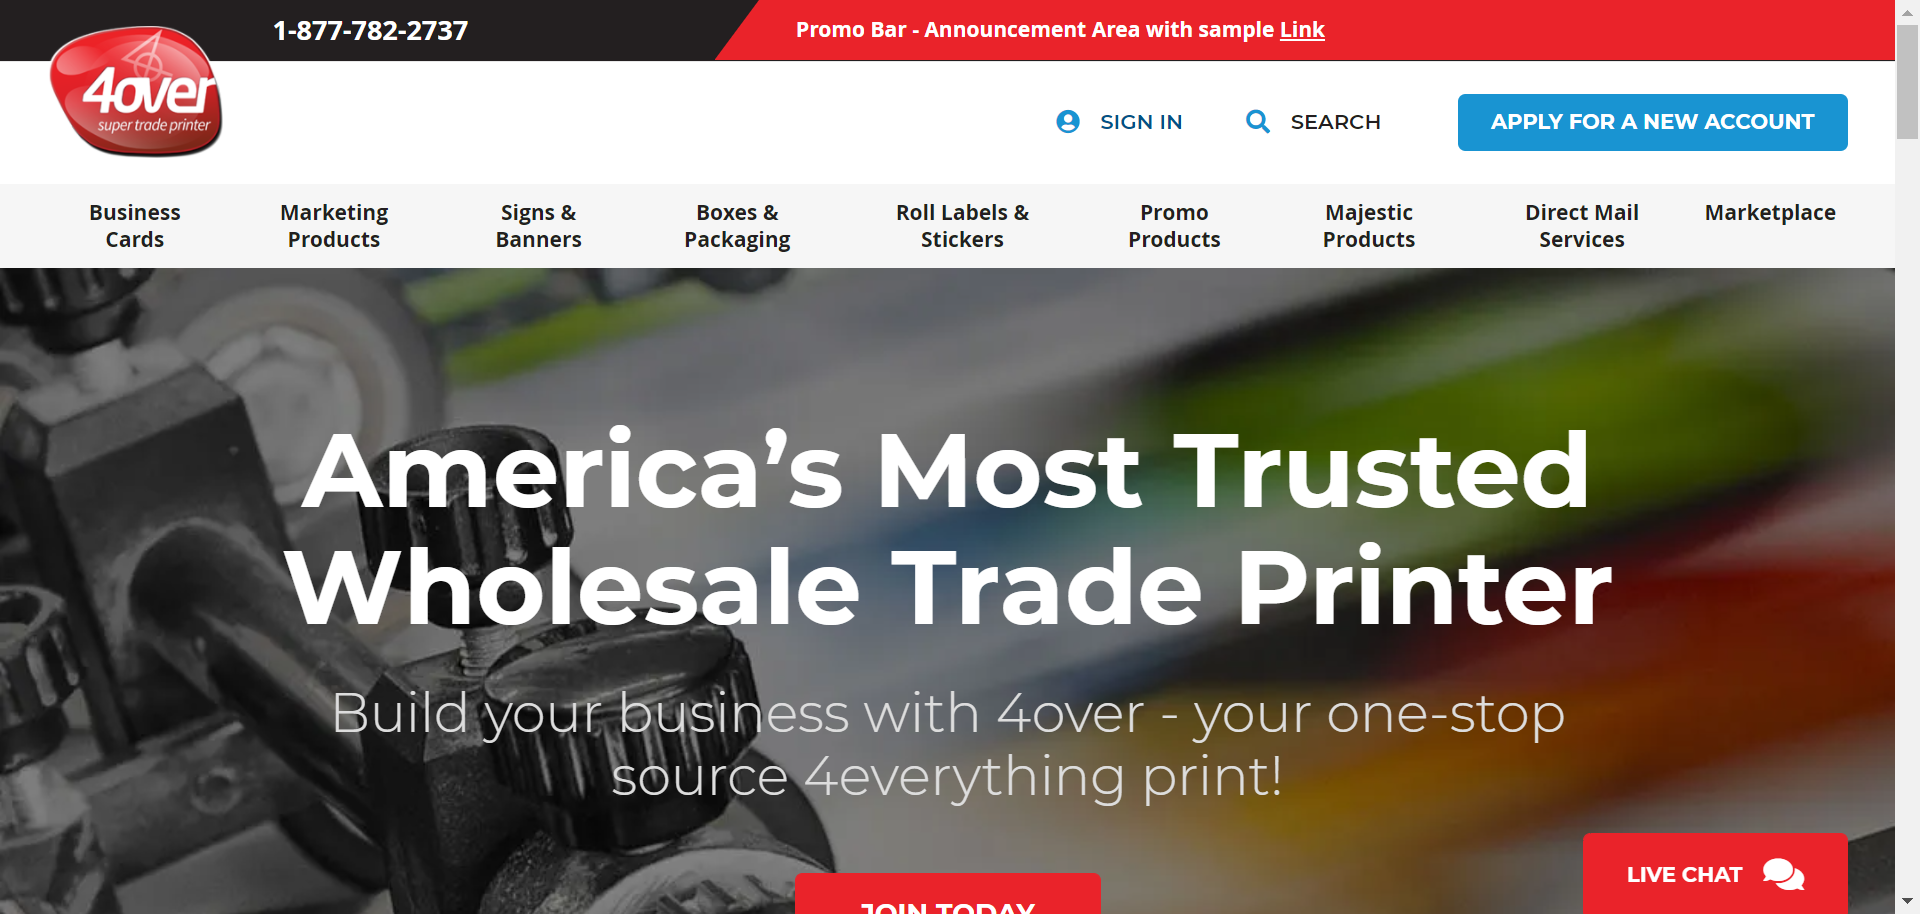 1-877-782-2737
Promo Bar - Announcement Area with sample Link
4over
super trade printer
SIGN IN
SEARCH
APPLY FOR A NEW ACCOUNT
Business
Cards
Marketing
Products
Signs &
Banners
Boxes &
Packaging
Roll Labels &
Stickers
Promo
Products
Majestic
Products
Direct Mail
Services
Marketplace
America’s Most Trusted
Wholesale Trade Printer
Build your business with 4over - your one-stop
source 4everything print!
LIVE CHAT
JOIN TODAY